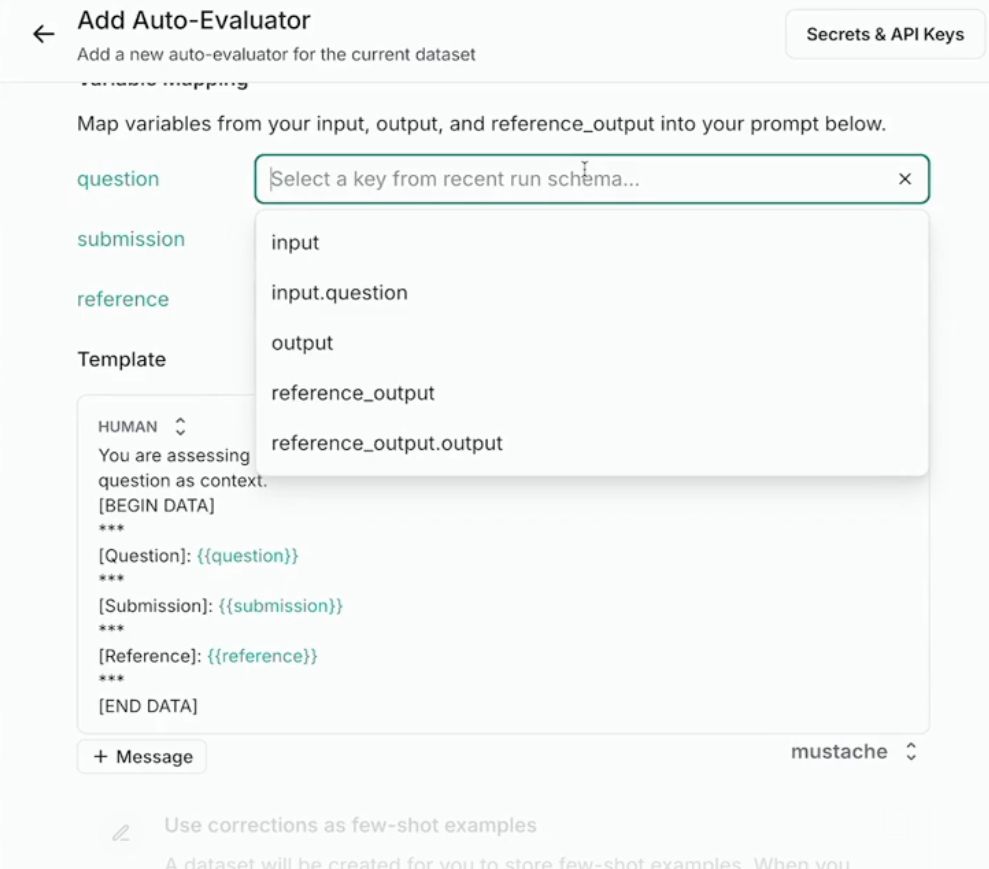 Add Auto-Evaluator
Add a new auto-evaluator for the current dataset
Secrets & API Keys
Variable Mapping
Map variables from your input, output, and reference_output into your prompt below.
question
Select a key from recent run schema...
submission
reference
input
input.question
output
reference_output
reference_output.output
Template
HUMAN
You are assessing
question as context.
[BEGIN DATA]
***
[Question]: {{question}}
***
[Submission]: {{submission}}
***
[Reference]: {{reference}}
***
[END DATA]
+ Message
mustache
Use corrections as few-shot examples
A dataset will be created for you to store few-shot examples. When you